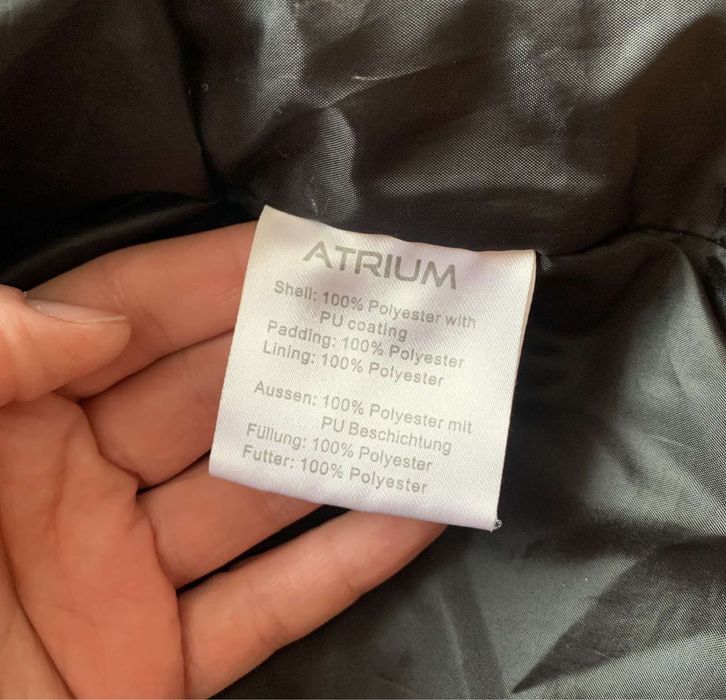 ATRIUM
Shell: 100% Polyester with
PU coating
Padding: 100% Polyester
Lining: 100% Polyester
Aussen: 100% Polyester mit
PU Beschichtung
Füllung: 100% Polyester
Futter: 100% Polyester